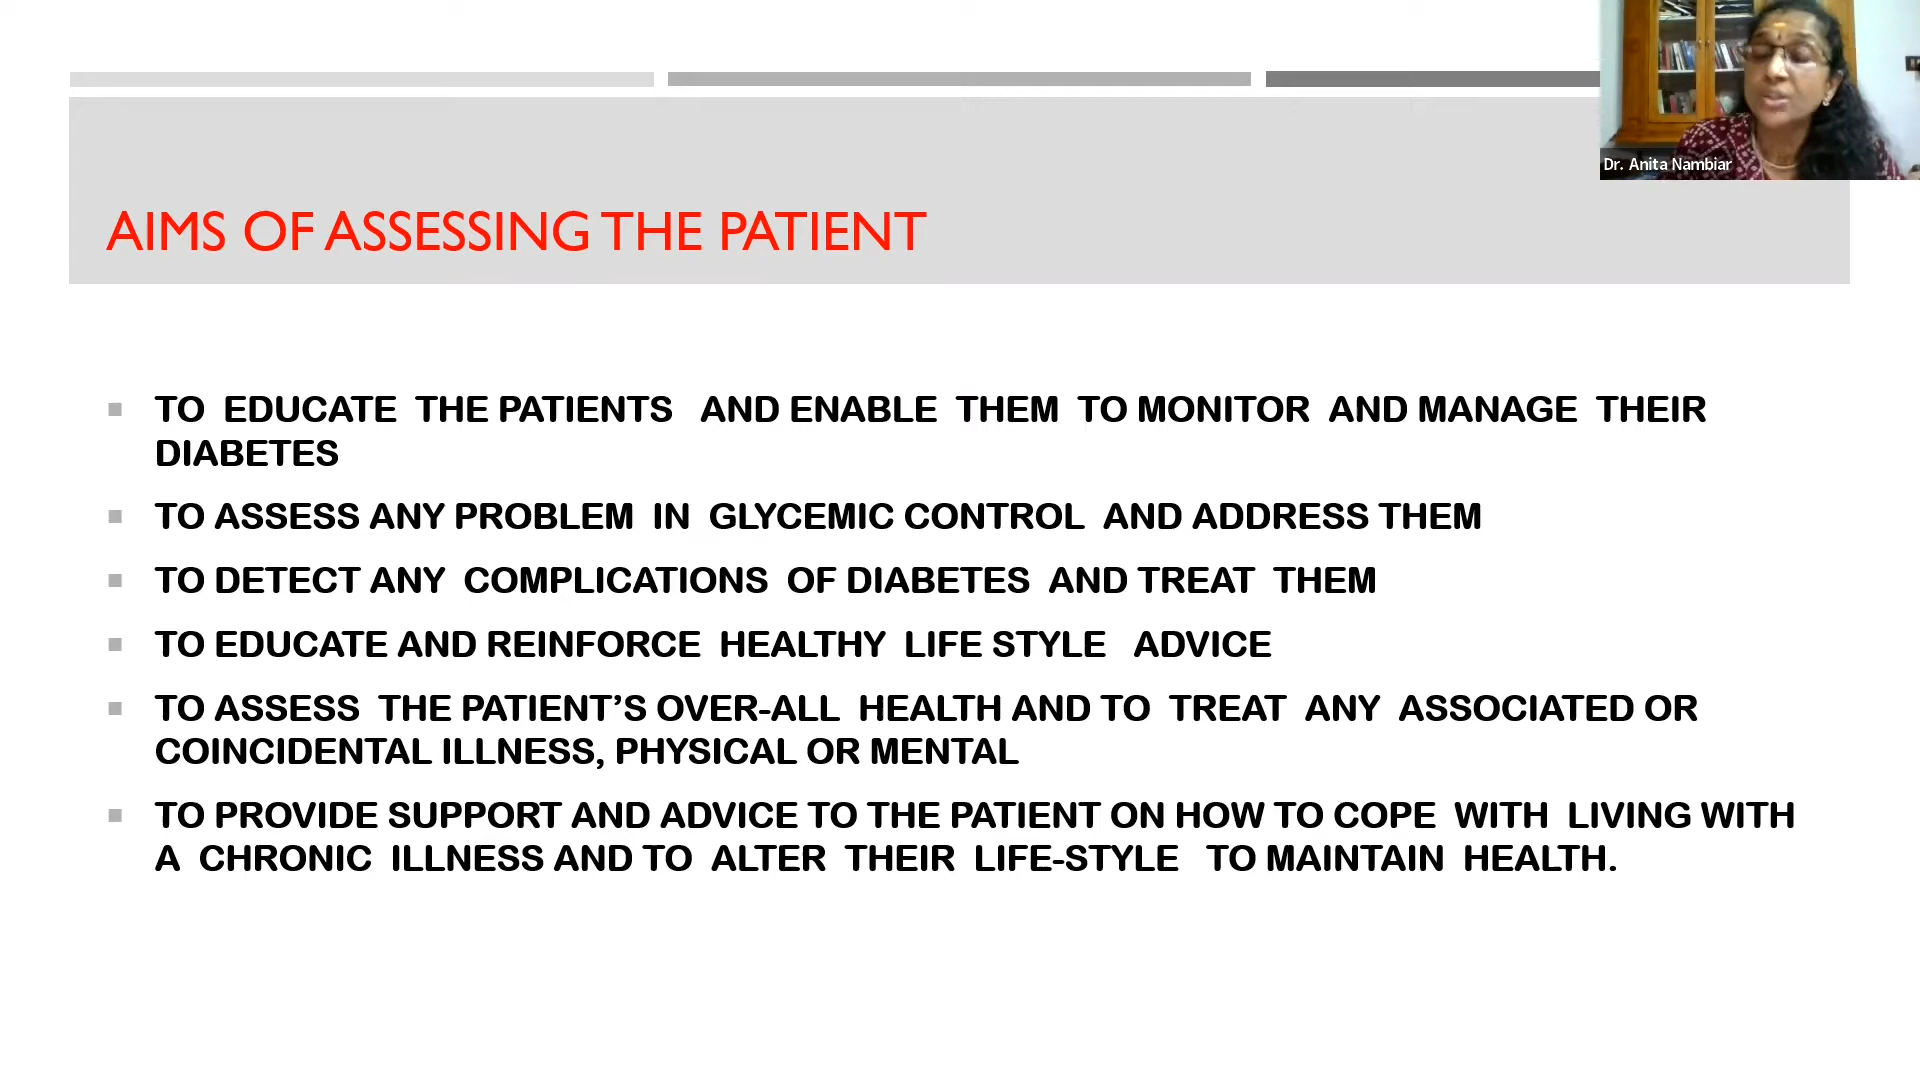 Dr. Anita Nambiar
AIMS OF ASSESSING THE PATIENT
TO EDUCATE THE PATIENTS AND ENABLE THEM TO MONITOR AND MANAGE THEIR
DIABETES
TO ASSESS ANY PROBLEM IN GLYCEMIC CONTROL AND ADDRESS THEM
TO DETECT ANY COMPLICATIONS OF DIABETES AND TREAT THEM
TO EDUCATE AND REINFORCE HEALTHY LIFE STYLE ADVICE
TO ASSESS THE PATIENT’S OVER-ALL HEALTH AND TO TREAT ANY ASSOCIATED OR
COINCIDENTAL ILLNESS, PHYSICAL OR MENTAL
TO PROVIDE SUPPORT AND ADVICE TO THE PATIENT ON HOW TO COPE WITH LIVING WITH
A CHRONIC ILLNESS AND TO ALTER THEIR LIFE-STYLE TO MAINTAIN HEALTH.